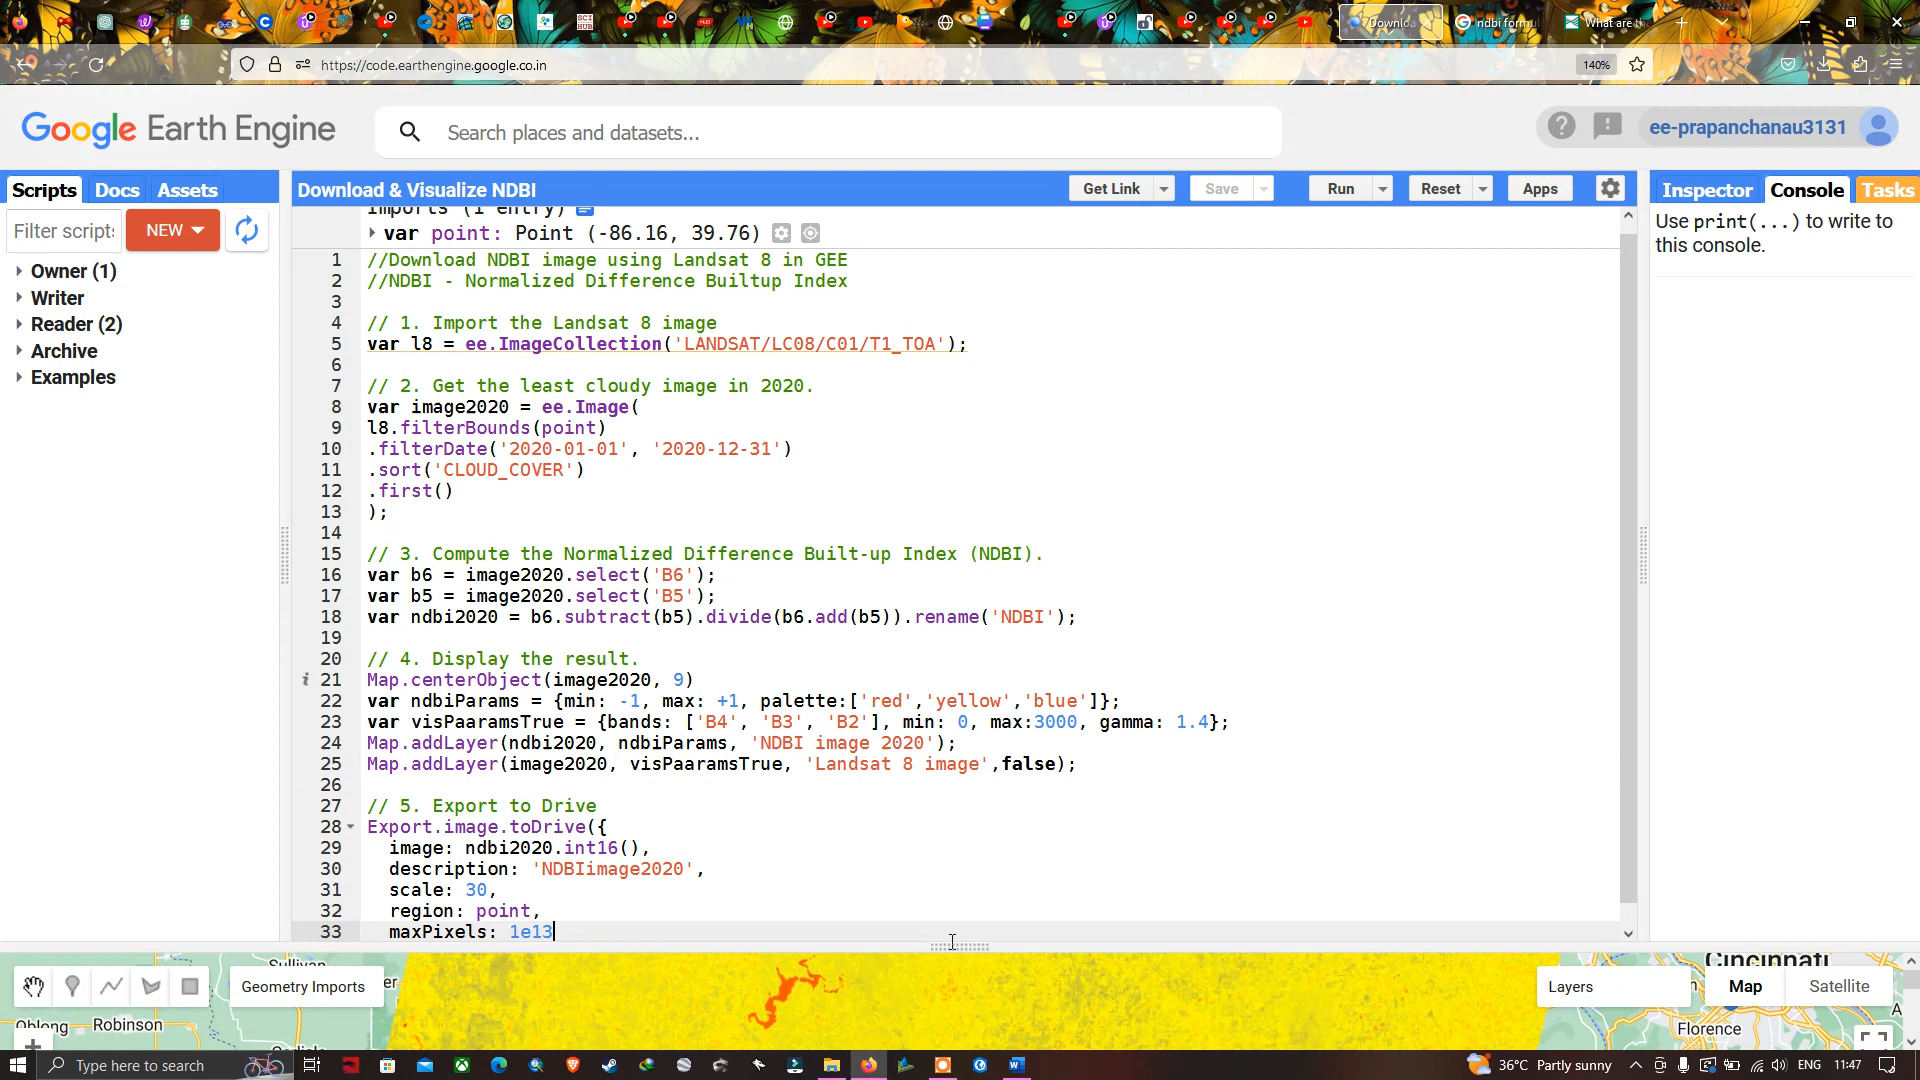 Downloa
ndbi formu
What are th
https://code.earthengine.google.co.in
140%
Google Earth Engine
Search places and datasets...
ee-prapanchanau3131
Scripts Docs Assets
Download & Visualize NDBI
Get Link
Save
Run
Reset
Apps
Inspector Console Tasks
Filter scripts
NEW
Owner (1)
Writer
Reader (2)
Archive
Examples
Imports (1 entry)
var point: Point (-86.16, 39.76)
1 //Download NDBI image using Landsat 8 in GEE
2 //NDBI - Normalized Difference Builtup Index
3
4 // 1. Import the Landsat 8 image
5 var l8 = ee.ImageCollection('LANDSAT/LC08/C01/T1_TOA');
6
7 // 2. Get the least cloudy image in 2020.
8 var image2020 = ee.Image(
9 l8.filterBounds(point)
10 .filterDate('2020-01-01', '2020-12-31')
11 .sort('CLOUD_COVER')
12 .first()
13 );
14
15 // 3. Compute the Normalized Difference Built-up Index (NDBI).
16 var b6 = image2020.select('B6');
17 var b5 = image2020.select('B5');
18 var ndbi2020 = b6.subtract(b5).divide(b6.add(b5)).rename('NDBI');
19
20 // 4. Display the result.
i 21 Map.centerObject(image2020, 9)
22 var ndbiParams = {min: -1, max: +1, palette:['red','yellow','blue']};
23 var visPaaramsTrue = {bands: ['B4', 'B3', 'B2'], min: 0, max:3000, gamma: 1.4};
24 Map.addLayer(ndbi2020, ndbiParams, 'NDBI image 2020');
25 Map.addLayer(image2020, visPaaramsTrue, 'Landsat 8 image',false);
26
27 // 5. Export to Drive
28 Export.image.toDrive({
29 image: ndbi2020.int16(),
30 description: 'NDBIimage2020',
31 scale: 30,
32 region: point,
33 maxPixels: 1e13
Use print(...) to write to
this console.
Sullivan
Geometry Imports
er
Oblong
Robinson
Layers
Cincinnati
Map
Satellite
Florence
Type here to search
36°C Partly sunny
ENG
11:47